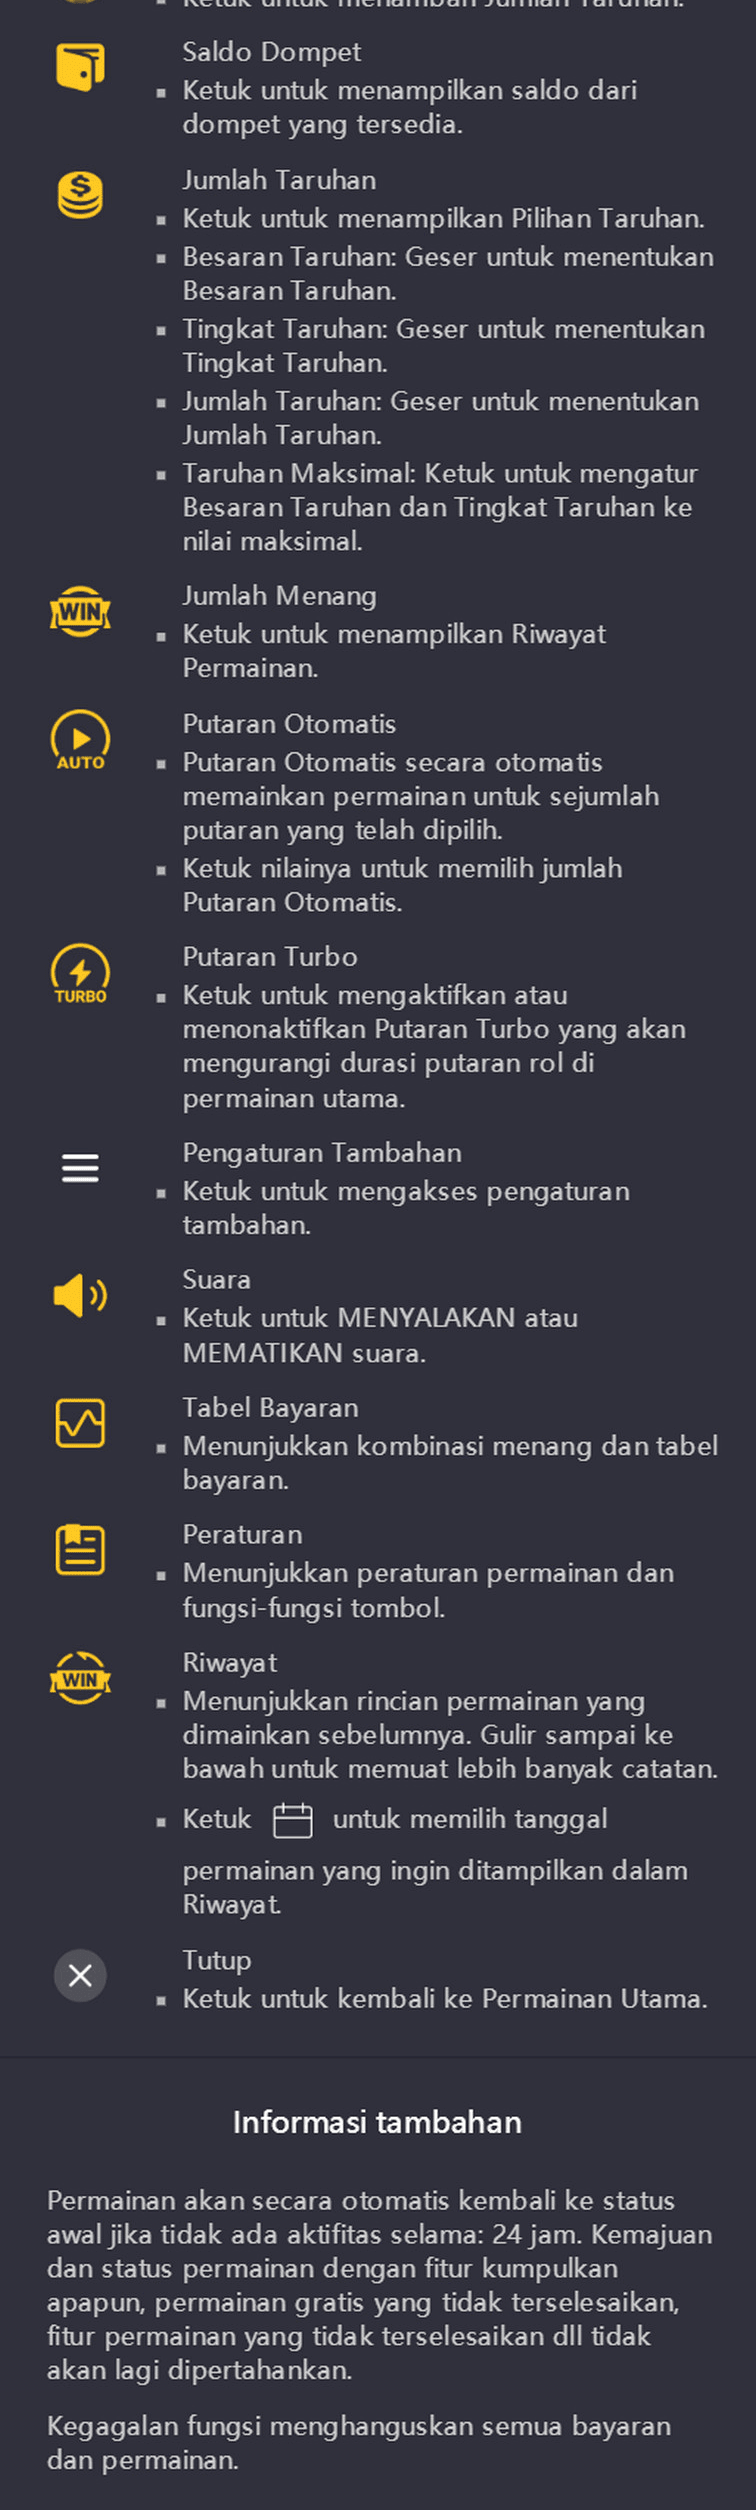 Ketuk untuk menambah Jumlah Taruhan.
Saldo Dompet
Ketuk untuk menampilkan saldo dari
dompet yang tersedia.
$
Jumlah Taruhan
Ketuk untuk menampilkan Pilihan Taruhan.
Besaran Taruhan: Geser untuk menentukan
Besaran Taruhan.
Tingkat Taruhan: Geser untuk menentukan
Tingkat Taruhan.
Jumlah Taruhan: Geser untuk menentukan
Jumlah Taruhan.
Taruhan Maksimal: Ketuk untuk mengatur
Besaran Taruhan dan Tingkat Taruhan ke
nilai maksimal.
WIN
Jumlah Menang
Ketuk untuk menampilkan Riwayat
Permainan.
AUTO
Putaran Otomatis
Putaran Otomatis secara otomatis
memainkan permainan untuk sejumlah
putaran yang telah dipilih.
Ketuk nilainya untuk memilih jumlah
Putaran Otomatis.
TURBO
Putaran Turbo
Ketuk untuk mengaktifkan atau
menonaktifkan Putaran Turbo yang akan
mengurangi durasi putaran rol di
permainan utama.
Pengaturan Tambahan
Ketuk untuk mengakses pengaturan
tambahan.
Suara
Ketuk untuk MENYALAKAN atau
MEMATIKAN suara.
Tabel Bayaran
Menunjukkan kombinasi menang dan tabel
bayaran.
Peraturan
Menunjukkan peraturan permainan dan
fungsi-fungsi tombol.
WIN
Riwayat
Menunjukkan rincian permainan yang
dimainkan sebelumnya. Gulir sampai ke
bawah untuk memuat lebih banyak catatan.
Ketuk untuk memilih tanggal
permainan yang ingin ditampilkan dalam
Riwayat.
Tutup
Ketuk untuk kembali ke Permainan Utama.
Informasi tambahan
Permainan akan secara otomatis kembali ke status
awal jika tidak ada aktifitas selama: 24 jam. Kemajuan
dan status permainan dengan fitur kumpulkan
apapun, permainan gratis yang tidak terselesaikan,
fitur permainan yang tidak terselesaikan dll tidak
akan lagi dipertahankan.
Kegagalan fungsi menghanguskan semua bayaran
dan permainan.